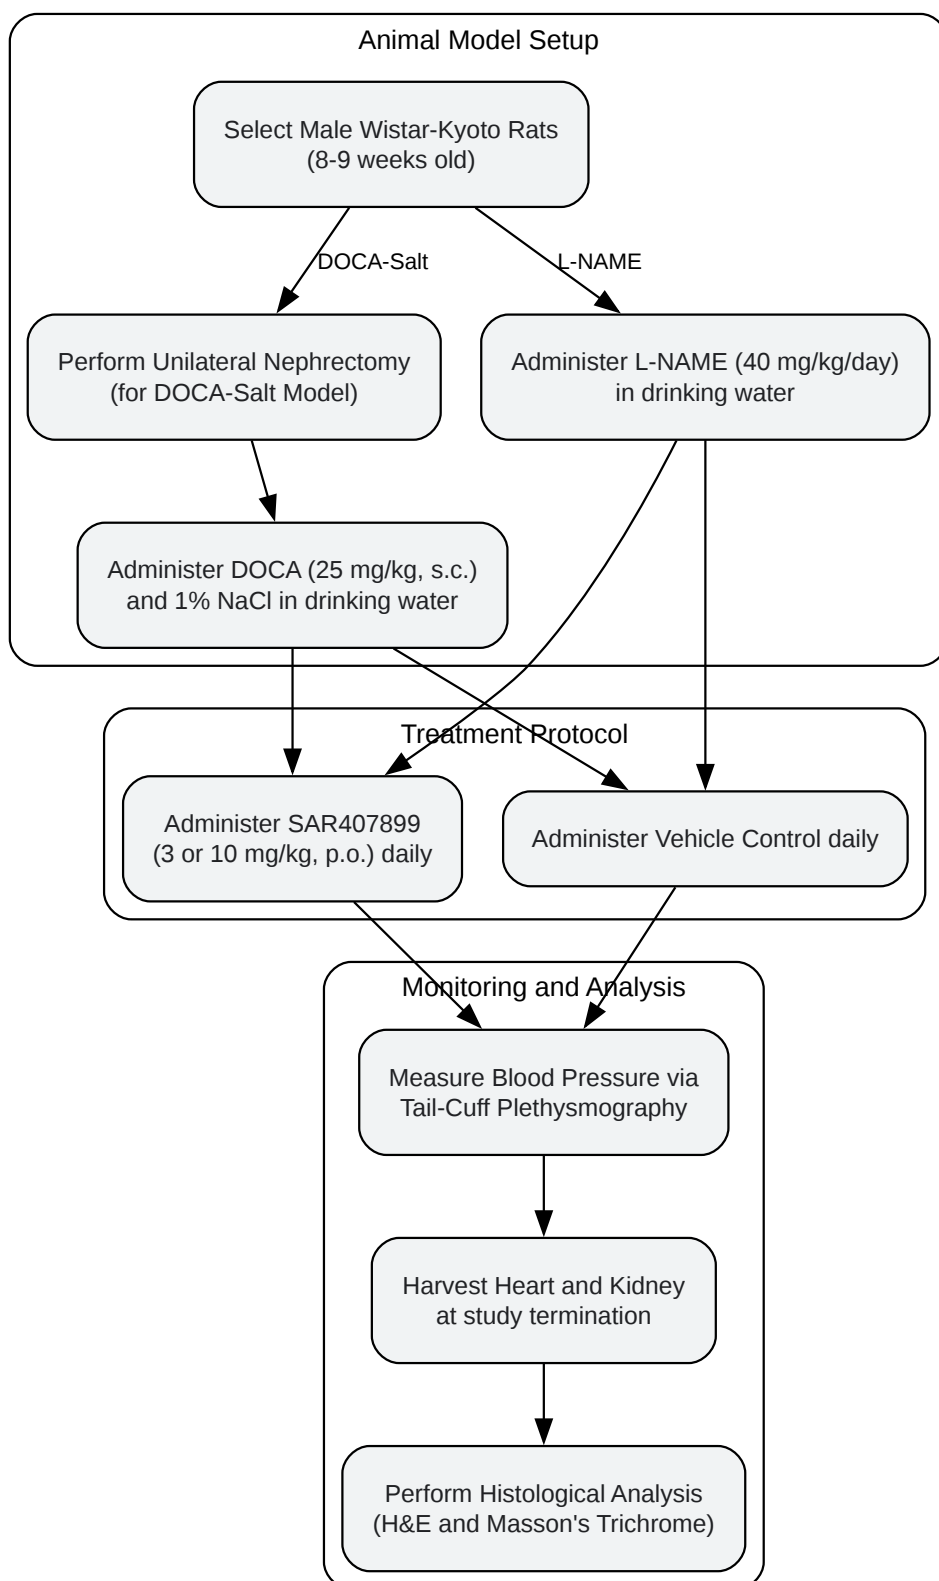 Animal Model Setup
Select Male Wistar-Kyoto Rats
(8-9 weeks old)
DOCA-Salt
L-NAME
Perform Unilateral Nephrectomy
(for DOCA-Salt Model)
Administer L-NAME (40 mg/kg/day)
in drinking water
Administer DOCA (25 mg/kg, s.c.)
and 1% NaCl in drinking water
Treatment Protocol
Administer SAR407899
(3 or 10 mg/kg, p.o.) daily
Administer Vehicle Control daily
Monitoring and Analysis
Measure Blood Pressure via
Tail-Cuff Plethysmography
Harvest Heart and Kidney
at study termination
Perform Histological Analysis
(H&E and Masson's Trichrome)